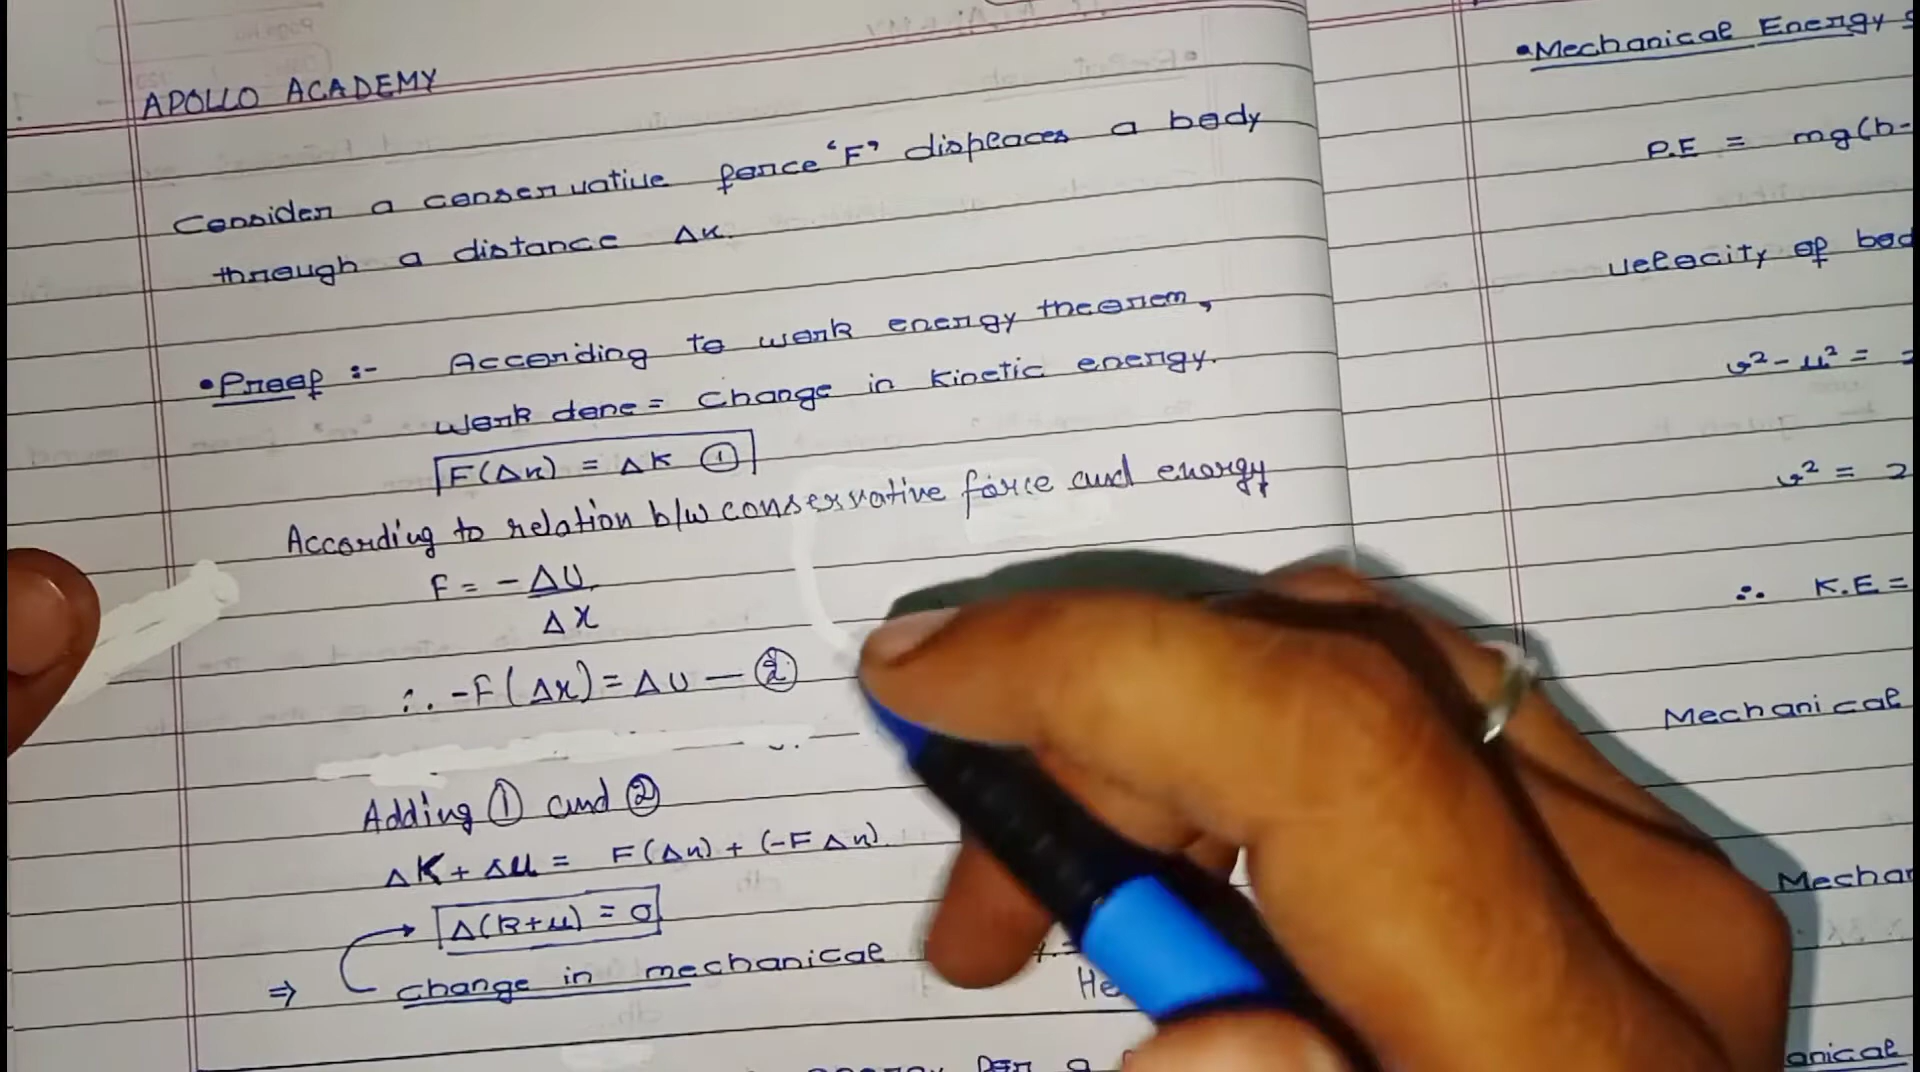 APOLLO ACADEMY
Consider a conservative force 'F' displaces a body
through a distance Δx.
•Proof :- According to work energy theorem,
Work done = Change in Kinetic energy.
F(Δx) = ΔK ①
According to relation b/w conservative force and energy
F = -ΔU
Δx
∴ -F(Δx) = ΔU — ②
Adding ① and ②
ΔK + ΔU = F(Δx) + (-FΔx)
Δ(K+U) = 0
⇒ Change in mechanical
He
a
•Mechanical Energy
P.E = mg(h-
velocity of
v² - u² =
v² = 2
∴ K.E =
Mechanical